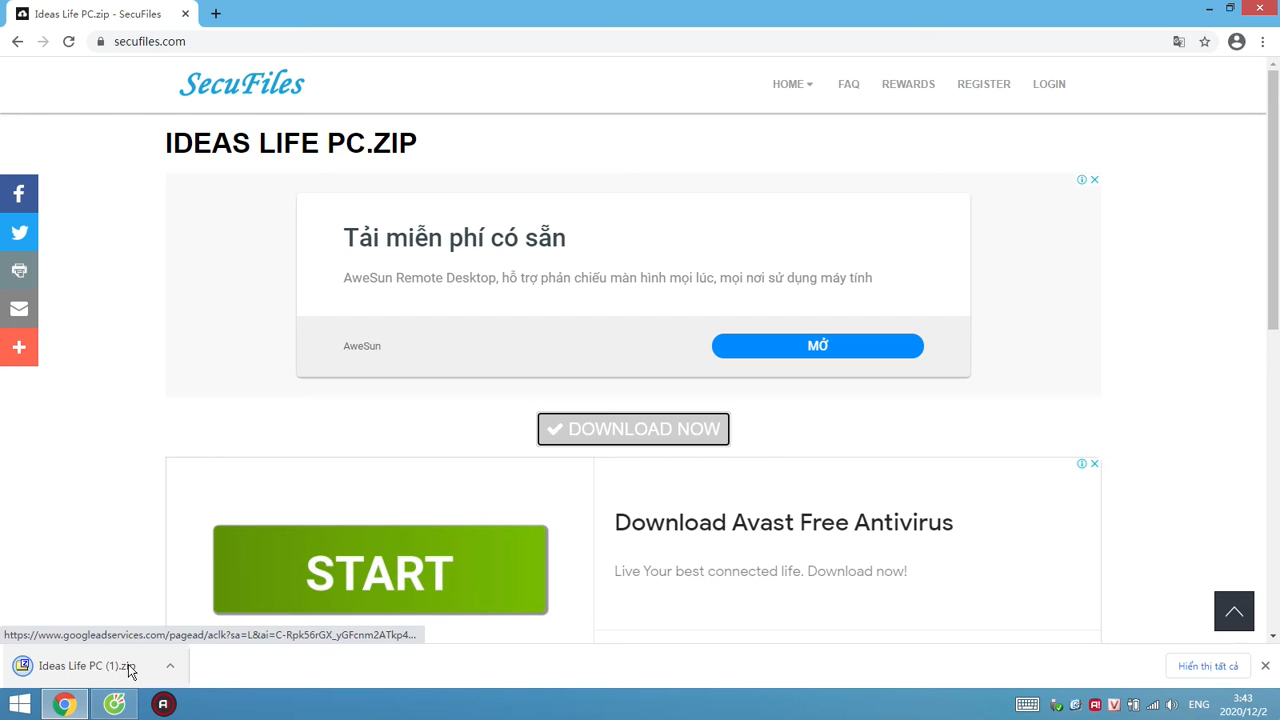 Ideas Life PC.zip - SecuFiles
secufiles.com
SecuFiles
HOME
FAQ
REWARDS
REGISTER
LOGIN
IDEAS LIFE PC.ZIP
Tải miễn phí có sẵn
AweSun Remote Desktop, hỗ trợ phản chiếu màn hình mọi lúc, mọi nơi sử dụng máy tính
AweSun
MỞ
DOWNLOAD NOW
START
Download Avast Free Antivirus
Live Your best connected life. Download now!
https://www.googleadservices.com/pagead/aclk?sa=L&ai=C-Rpk56rGX_yGFcnm2ATkp4...
Ideas Life PC (1).zip
Hiển thị tất cả
ENG
3:43
2020/12/2